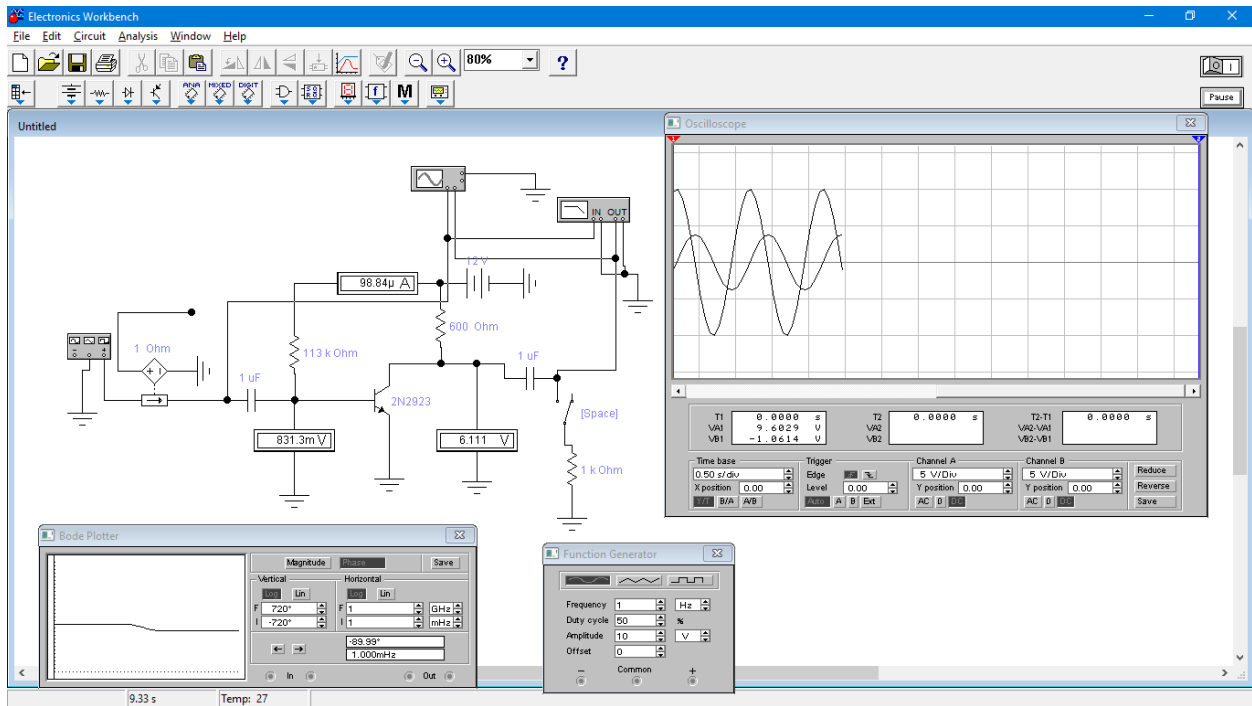 Electronics Workbench
File Edit Circuit Analysis Window Help
80%
?
ANA MIXED DIGIT
f M
Pause
Untitled
IN OUT
12 V
98.84µ A
600 Ohm
1 Ohm
113 k Ohm
1 uF
1 uF
2N2923
[Space]
831.3m V
6.111 V
1 k Ohm
Oscilloscope
1
2
T1 0.0000 s T2 0.0000 s T2-T1 0.0000 s
VA1 9.6029 V VA2 VA2-VA1
VB1 -1.0614 V VB2 VB2-VB1
Time base Trigger Channel A Channel B
0.50 s/div Edge 5 V/Div 5 V/Div Reduce
X position 0.00 Level 0.00 Y position 0.00 Y position 0.00 Reverse
Y/T B/A A/B Auto A B Ext AC 0 DC AC 0 DC Save
Bode Plotter
Magnitude Phase Save
Vertical Horizontal
Log Lin Log Lin
F 720° F 1 GHz
I -720° I 1 mHz
-89.99°
1.000mHz
In Out
Function Generator
Frequency 1 Hz
Duty cycle 50 %
Amplitude 10 V
Offset 0
− Common +
9.33 s Temp: 27